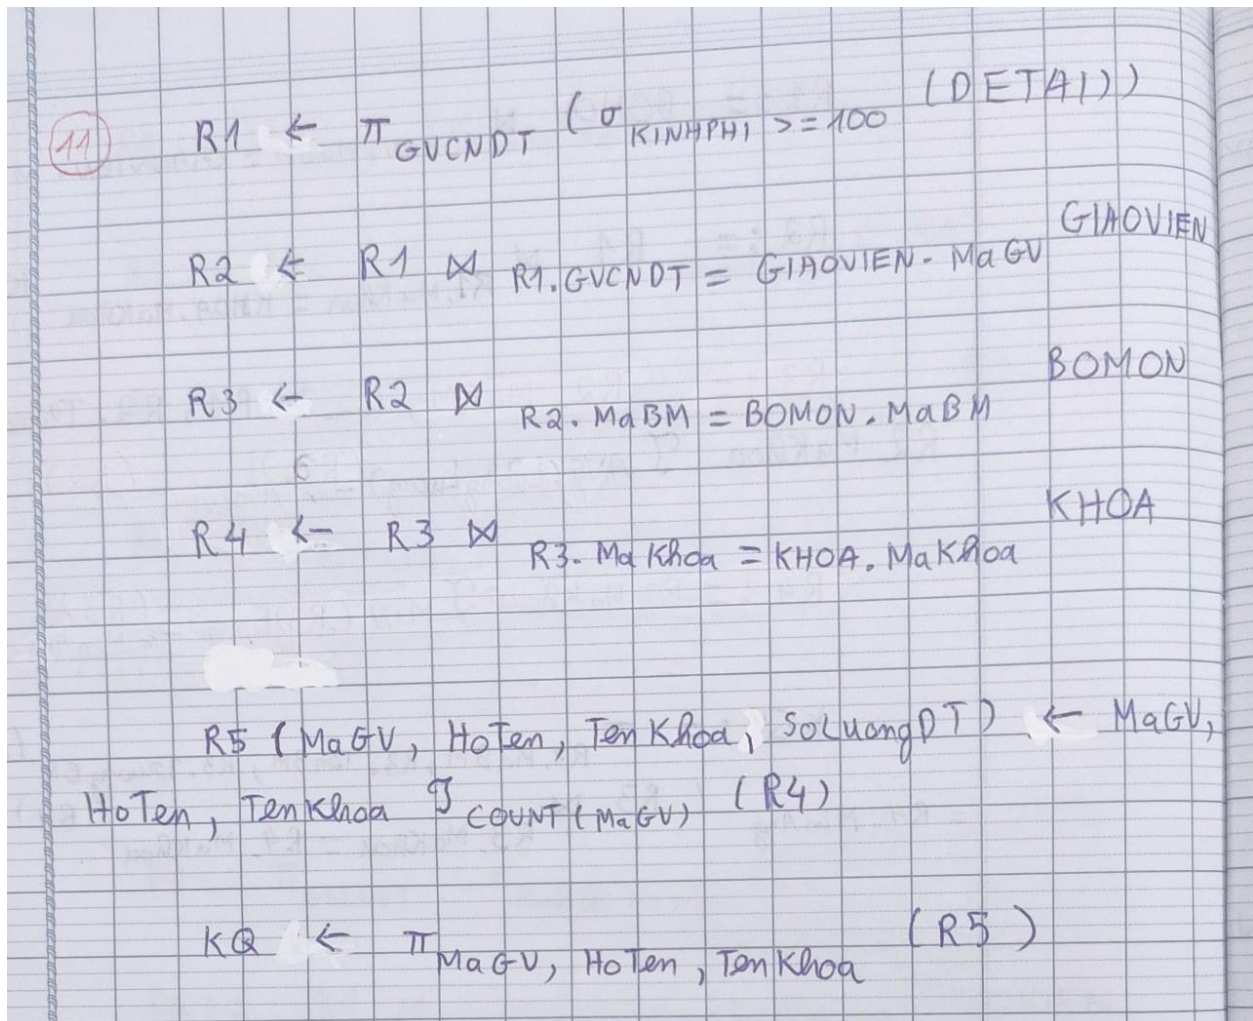 11 R1 ← π GVCNDT (σ KINHPHI >= 100 (DETAI))
R2 ← R1 ⋈ R1.GVCNDT = GIAOVIEN. MaGV GIAOVIEN
R3 ← R2 ⋈ R2. MaBM = BOMON. MaBM BOMON
R4 ← R3 ⋈ R3. MaKhoa = KHOA. MaKhoa KHOA
R5 (MaGV, HoTen, TenKhoa, SoLuongDT) ← MaGV,
HoTen, TenKhoa ℑ COUNT(MaGV) (R4)
KQ ← π MaGV, HoTen, TenKhoa (R5)